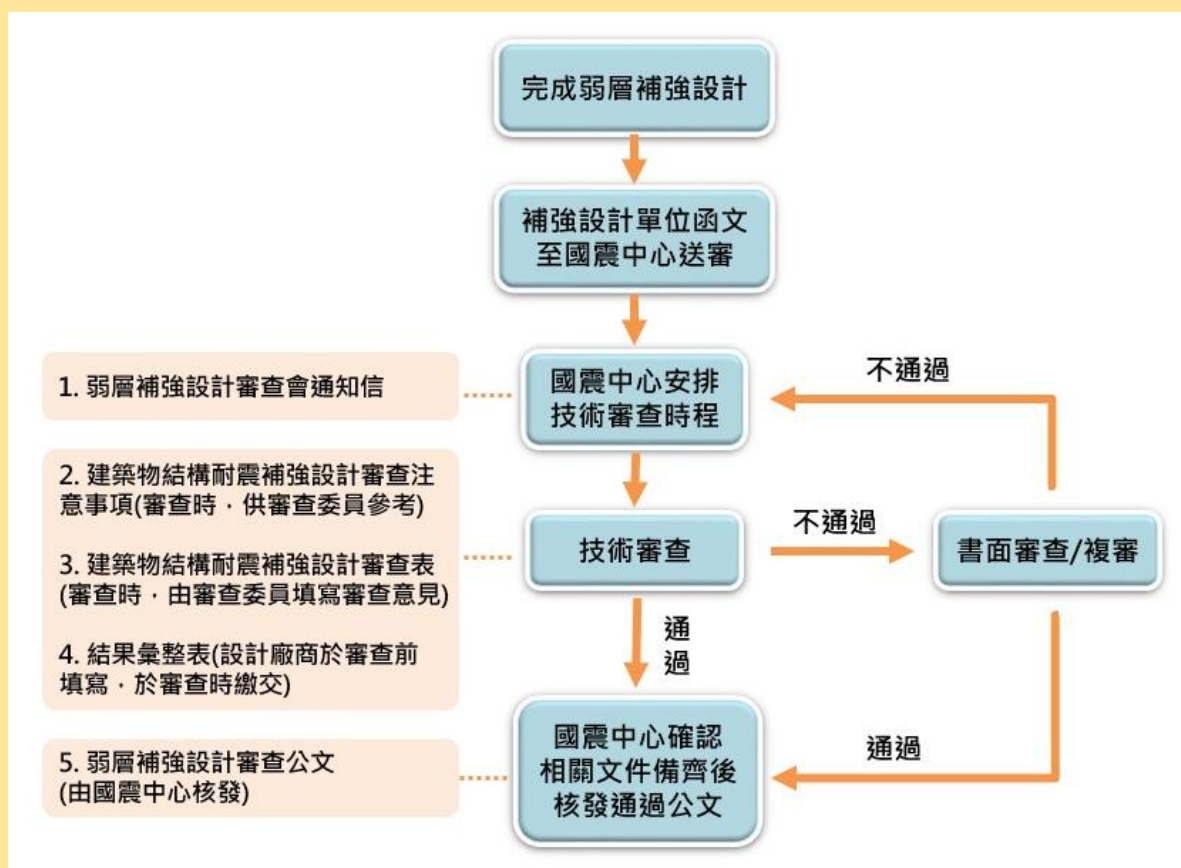 完成弱層補強設計
補強設計單位函文
至國震中心送審
1. 弱層補強設計審查會通知信
國震中心安排
技術審查時程
不通過
2. 建築物結構耐震補強設計審查注
意事項(審查時，供審查委員參考)
3. 建築物結構耐震補強設計審查表
(審查時，由審查委員填寫審查意見)
4. 結果彙整表(設計廠商於審查前
填寫，於審查時繳交)
技術審查
不通過
書面審查/複審
通
過
5. 弱層補強設計審查公文
(由國震中心核發)
國震中心確認
相關文件備齊後
核發通過公文
通過